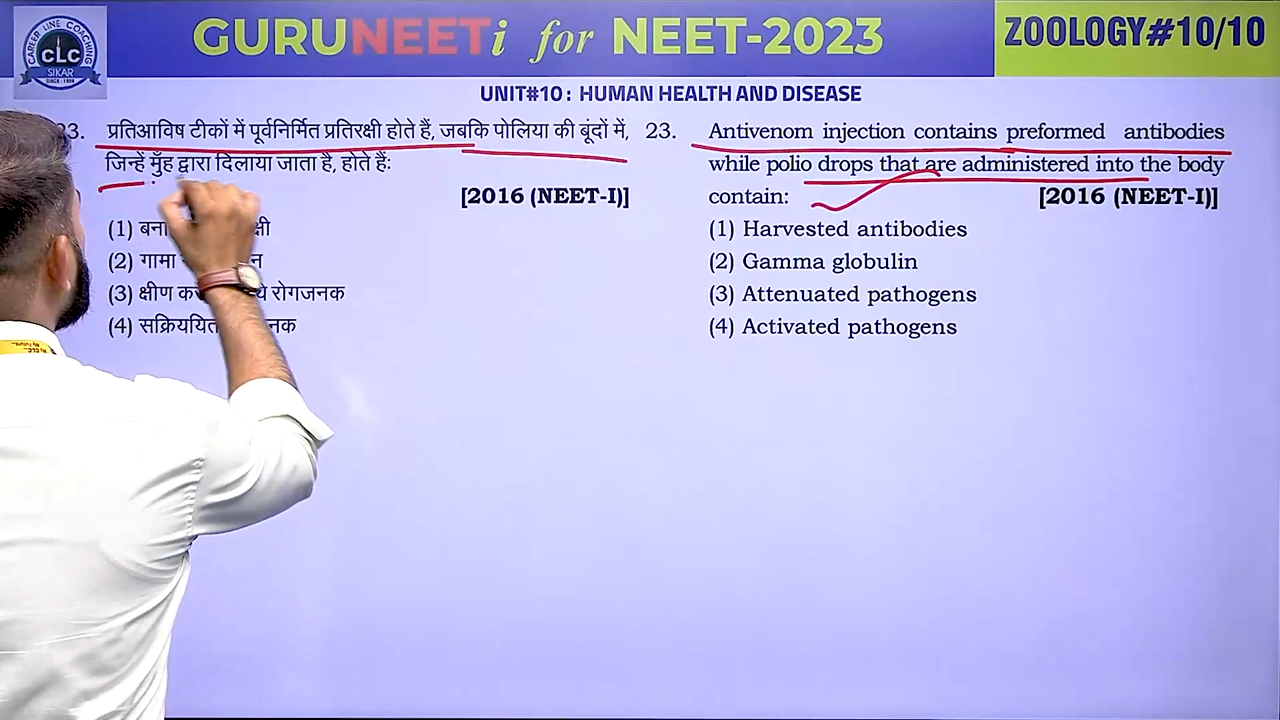 CAREER LINE COACHING
CLC
SIKAR
SINCE : 1996
GURUNEETi for NEET-2023
ZOOLOGY#10/10
UNIT#10 : HUMAN HEALTH AND DISEASE
23. प्रतिआविष टीकों में पूर्वनिर्मित प्रतिरक्षी होते हैं, जबकि पोलिया की बूंदों में,
जिन्हें मुँह द्वारा दिलाया जाता है, होते हैं:
[2016 (NEET-I)]
(1)
(2) गामा
(3) क्षीण रोगजनक
(4)
23. Antivenom injection contains preformed antibodies
while polio drops that are administered into the body
contain: [2016 (NEET-I)]
(1) Harvested antibodies
(2) Gamma globulin
(3) Attenuated pathogens
(4) Activated pathogens